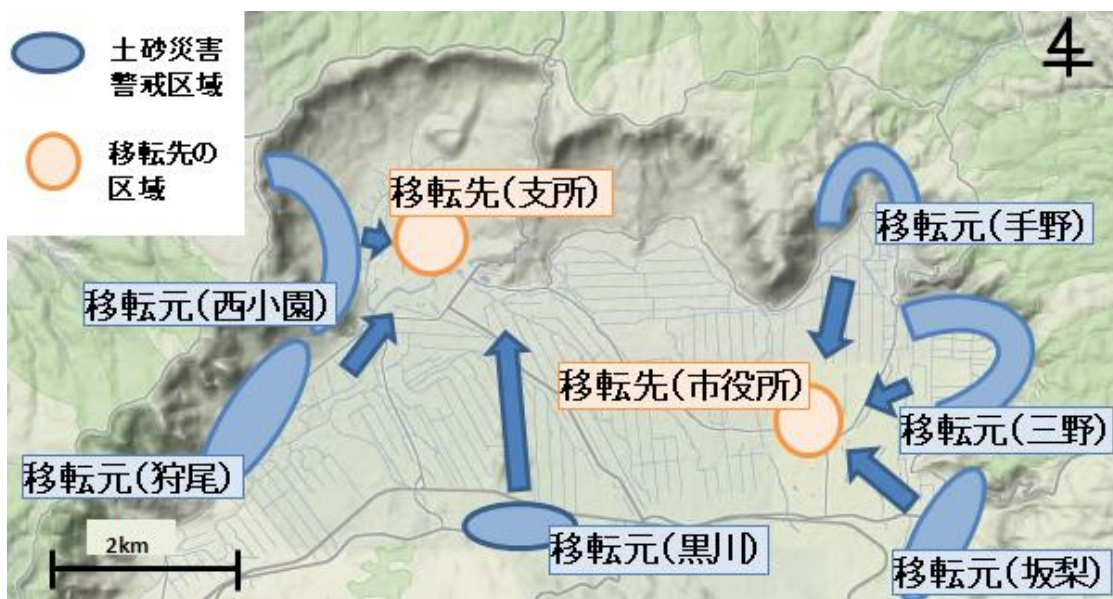 土砂災害
警戒区域
移転先の
区域
移転先(支所)
移転元(手野)
移転元(西小園)
移転先(市役所)
移転元(三野)
移転元(狩尾)
移転元(黒川)
移転元(坂梨)
2km